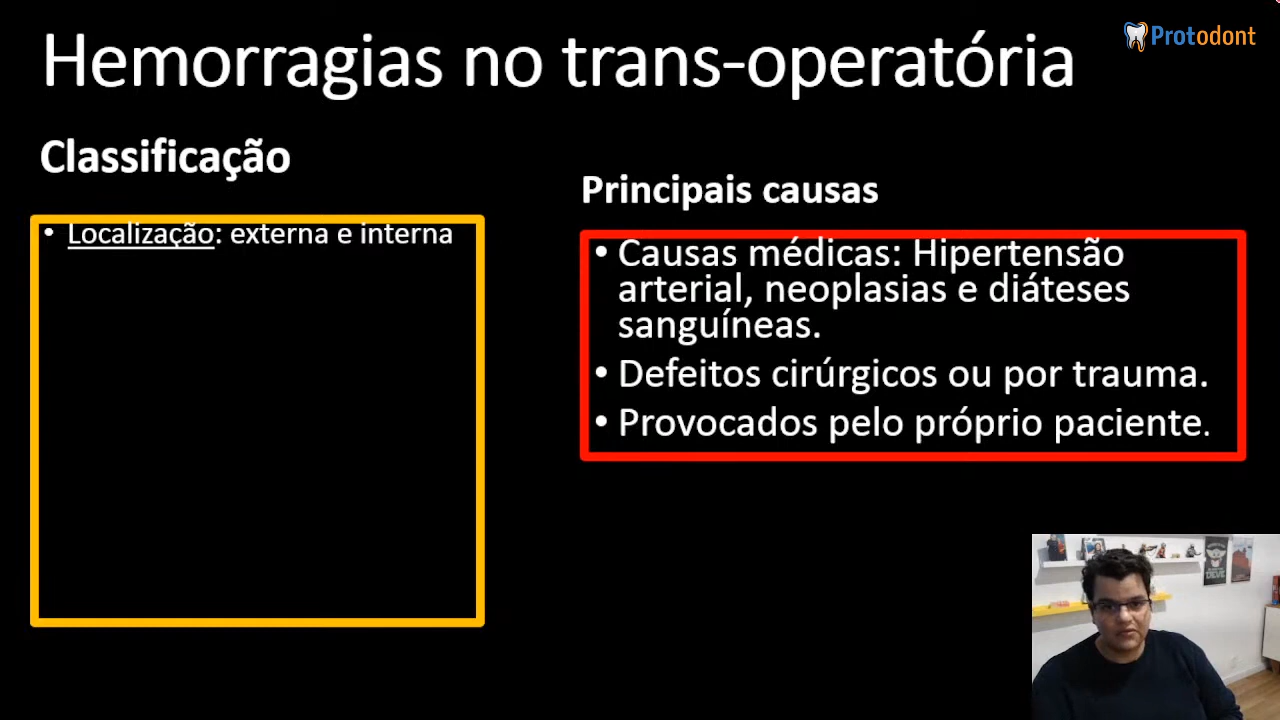 Hemorragias no trans-operatória
Protodont
Classificação
• Localização: externa e interna
Principais causas
• Causas médicas: Hipertensão
arterial, neoplasias e diáteses
sanguíneas.
• Defeitos cirúrgicos ou por trauma.
• Provocados pelo próprio paciente.